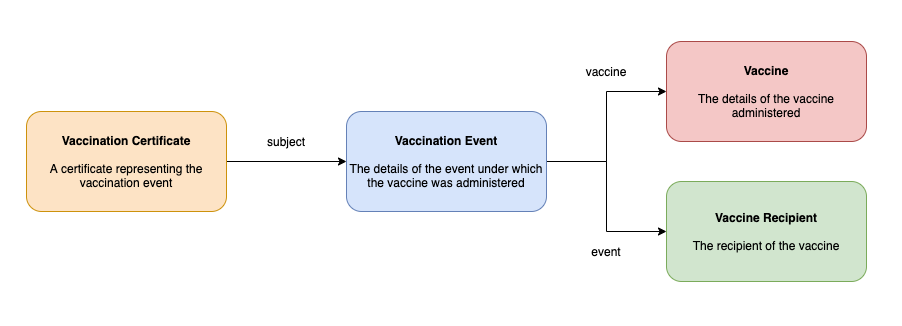 Vaccination Certificate
A certificate representing the
vaccination event
subject
Vaccination Event
The details of the event under which
the vaccine was administered
vaccine
Vaccine
The details of the vaccine
administered
event
Vaccine Recipient
The recipient of the vaccine